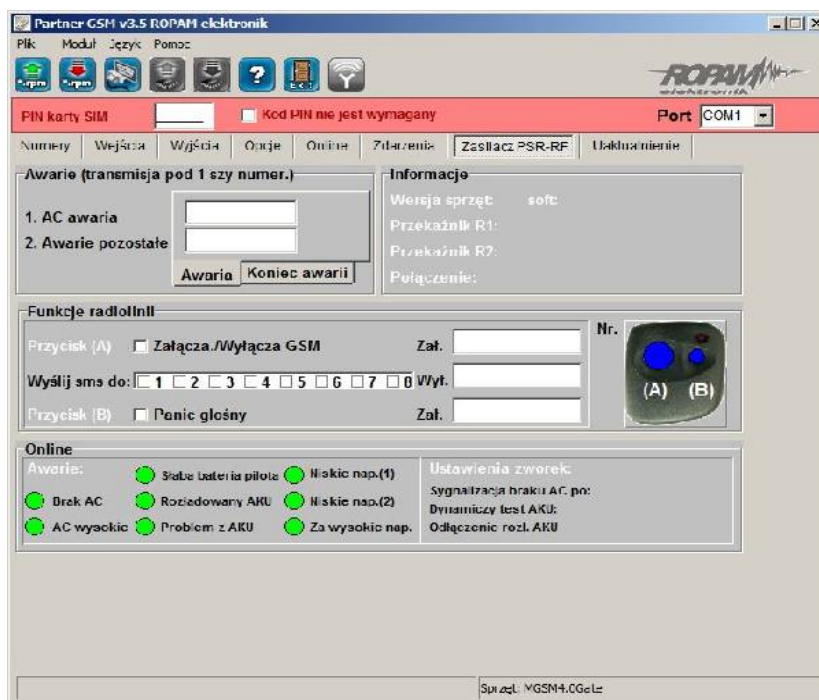 Partner GSM v3.5 ROPAM elektronik
Plik Moduł Język Pomoc
ROPAM
elektronik
PIN karty SIM Kod PIN nie jest wymagany Port COM1
Numery Wejścia Wyjścia Opcje Online Zdarzenia Zasilacz PSR-RF Uaktualnienie
Awarie (transmisja pod 1 szy numer.) Informacje
Wersja sprzęt: soft:
1. AC awaria
Przekaźnik R1:
2. Awarie pozostałe
Przekaźnik R2:
Awaria Koniec awarii
Połączenie:
Funkcje radiolinii
Nr.
Przycisk (A) Załącza./Wyłącza GSM Zał.
Wyślij sms do: 1 2 3 4 5 6 7 8 Wył.
(A) (B)
Przycisk (B) Panic głośny Zał.
Online
Awarie: Słaba bateria pilota Niskie nap.(1) Ustawienia zworek:
Sygnalizacja braku AC po:
Brak AC Rozładowany AKU Niskie nap.(2)
Dynamiczy test AKU:
AC wysokie Problem z AKU Za wysokie nap. Odłączenie rozł. AKU
Sprzęt: MGSM4.0Gate